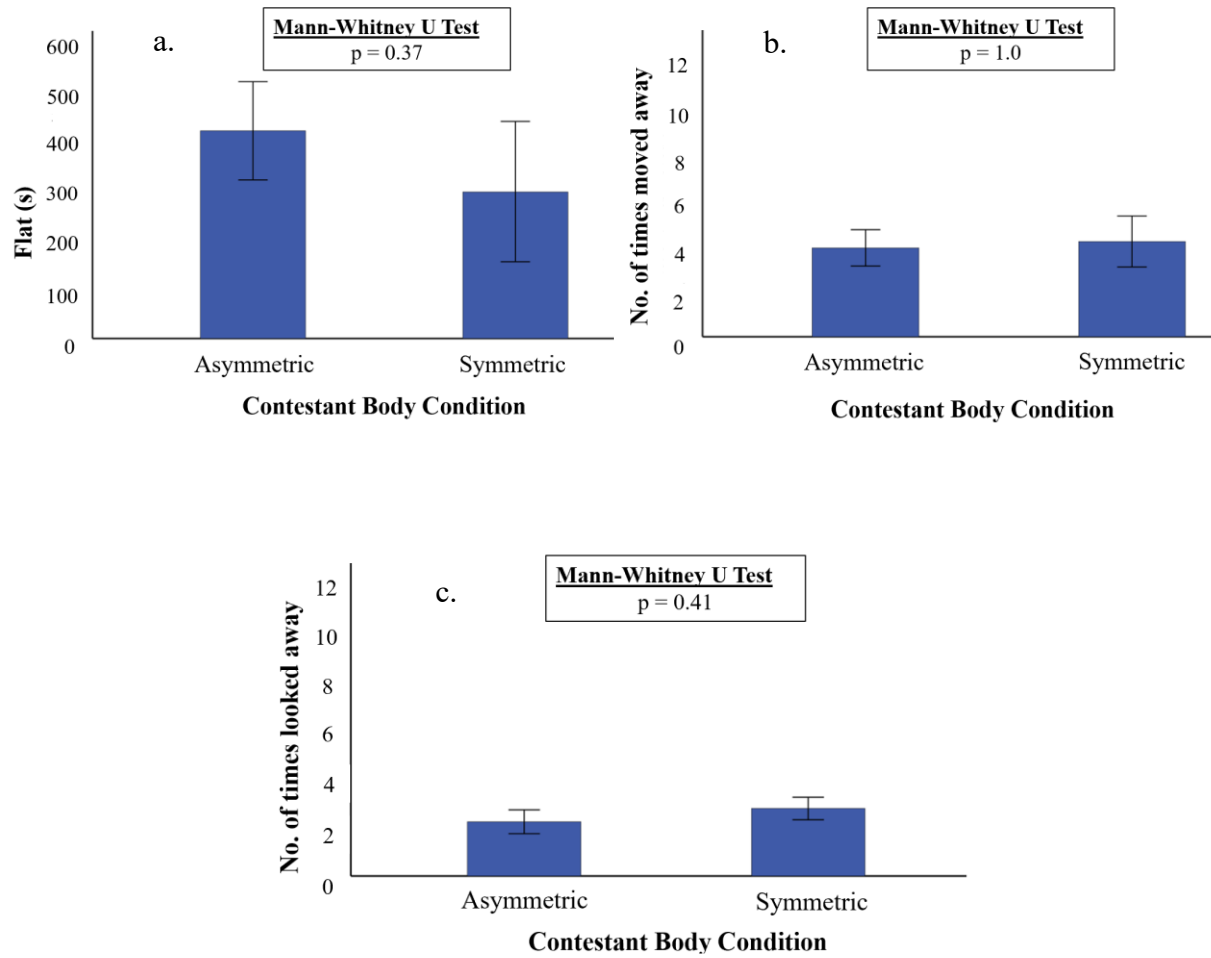 a.
Mann-Whitney U Test
p = 0.37
Flat (s)
600
500
400
300
200
100
0
Asymmetric Symmetric
Contestant Body Condition
b.
Mann-Whitney U Test
p = 1.0
No. of times moved away
12
10
8
6
4
2
0
Asymmetric Symmetric
Contestant Body Condition
c.
Mann-Whitney U Test
p = 0.41
No. of times looked away
12
10
8
6
4
2
0
Asymmetric Symmetric
Contestant Body Condition